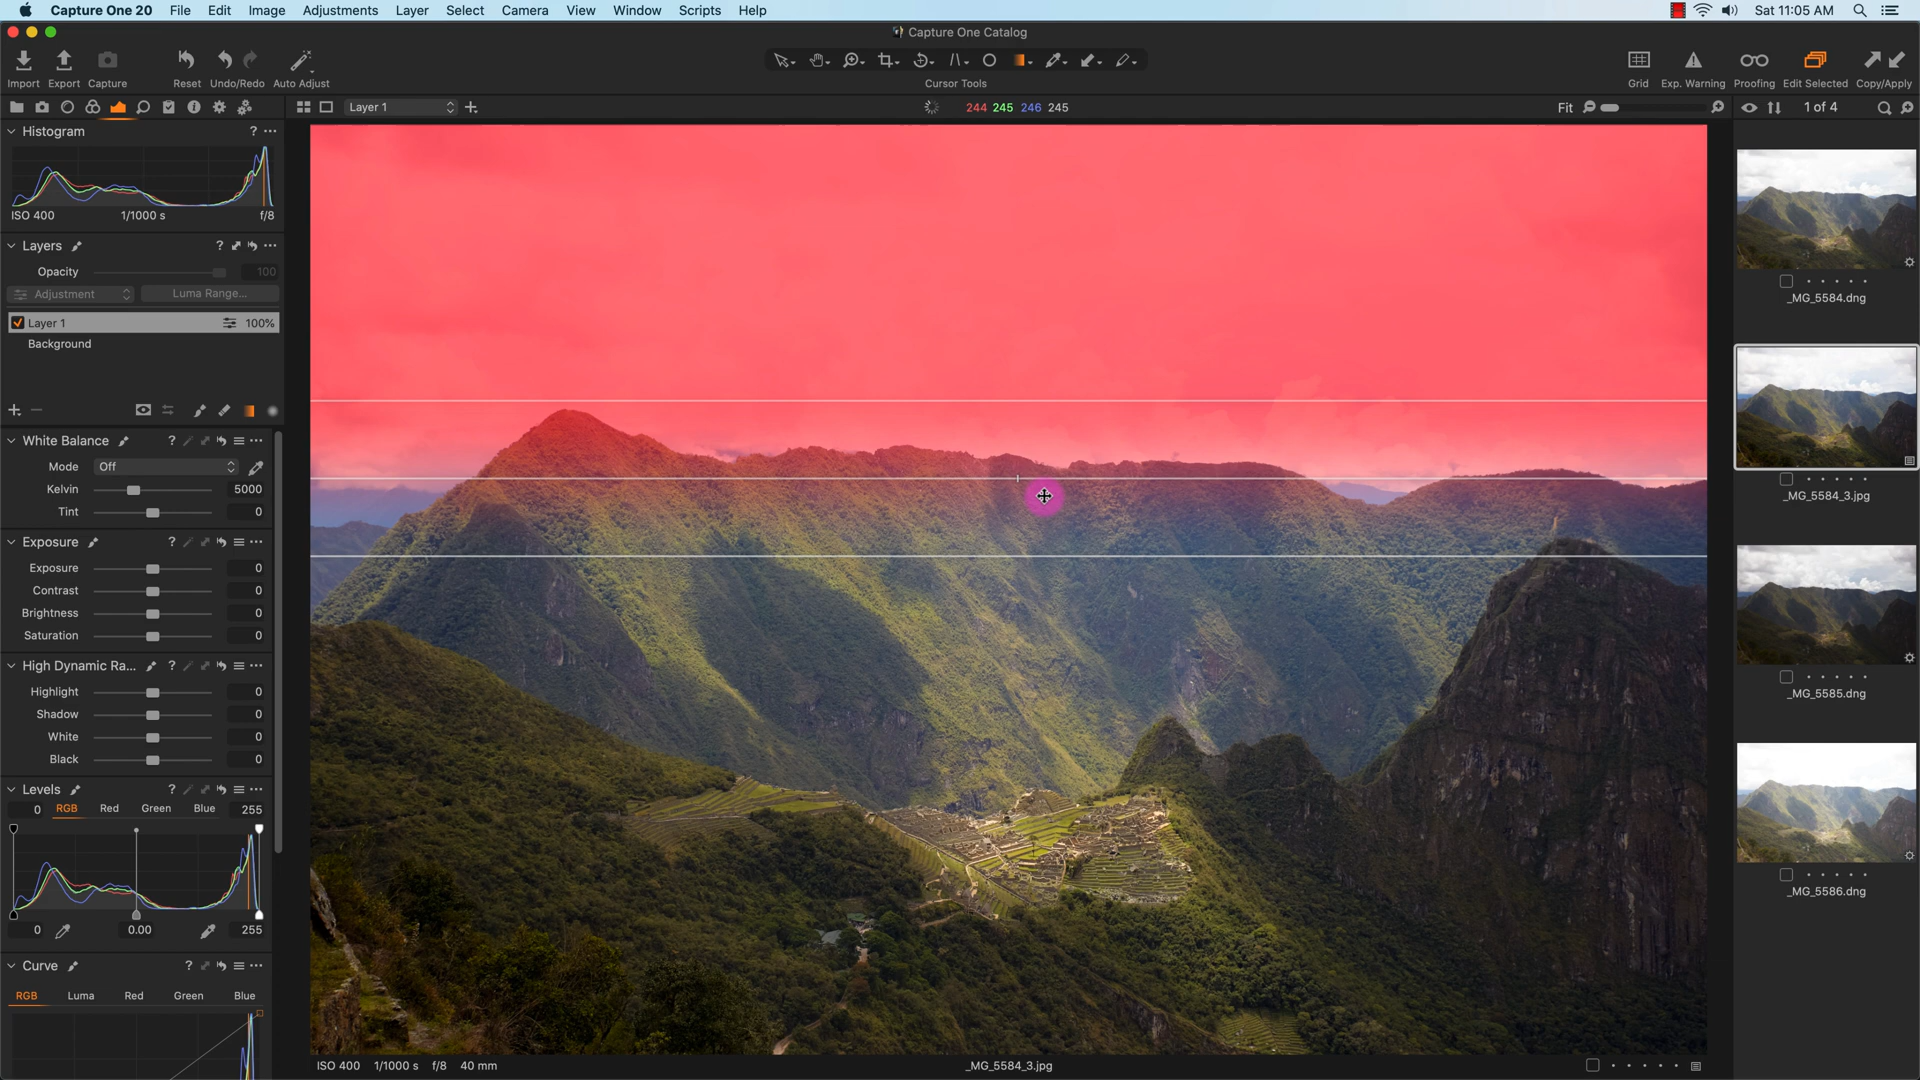 Capture One 20 File Edit Image Adjustments Layer Select Camera View Window Scripts Help Sat 11:05 AM
Capture One Catalog
Import Export Capture Reset Undo/Redo Auto Adjust Cursor Tools Grid Exp. Warning Proofing Edit Selected Copy/Apply
Layer 1 244 245 246 245 Fit 1 of 4
Histogram ?
ISO 400 1/1000 s f/8
Layers ?
Opacity 100
Adjustment Luma Range...
Layer 1 100%
Background
White Balance ?
Mode Off
Kelvin 5000
Tint 0
Exposure ?
Exposure 0
Contrast 0
Brightness 0
Saturation 0
High Dynamic Ra... ?
Highlight 0
Shadow 0
White 0
Black 0
Levels ?
0 RGB Red Green Blue 255
0 0.00 255
Curve ?
RGB Luma Red Green Blue
_MG_5584.dng
_MG_5584_3.jpg
_MG_5585.dng
_MG_5586.dng
ISO 400 1/1000 s f/8 40 mm _MG_5584_3.jpg